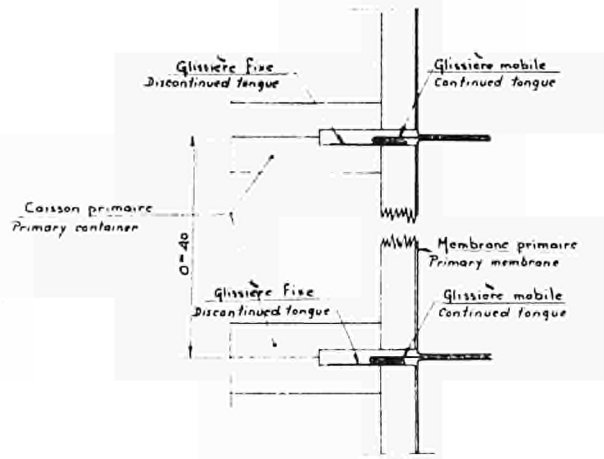 Glissière fixe
Discontinued tongue
Glissière mobile
Continued tongue
Caisson primaire
Primary container
0=40
Membrane primaire
Primary membrane
Glissière fixe
Discontinued tongue
Glissière mobile
Continued tongue